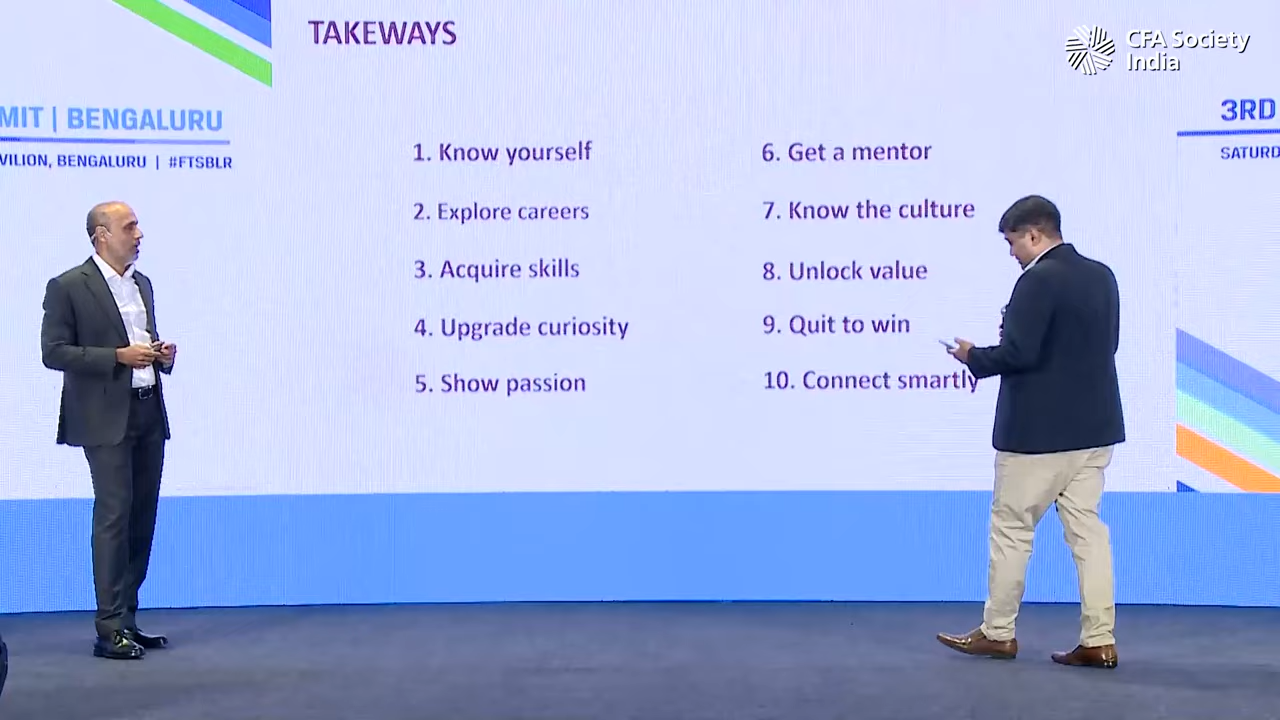 TAKEWAYS
CFA Society
India
MIT | BENGALURU
VILION, BENGALURU | #FTSBLR
3RD
SATURD
1. Know yourself
2. Explore careers
3. Acquire skills
4. Upgrade curiosity
5. Show passion
6. Get a mentor
7. Know the culture
8. Unlock value
9. Quit to win
10. Connect smartly